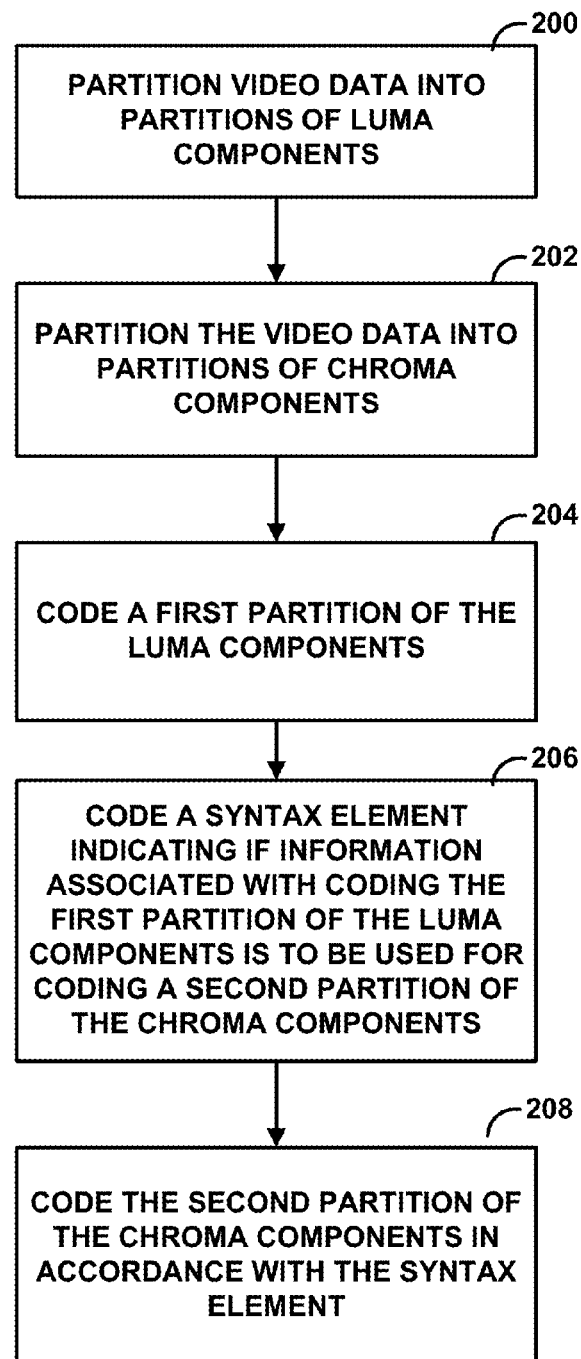 200
PARTITION VIDEO DATA INTO
PARTITIONS OF LUMA
COMPONENTS
202
PARTITION THE VIDEO DATA INTO
PARTITIONS OF CHROMA
COMPONENTS
204
CODE A FIRST PARTITION OF THE
LUMA COMPONENTS
206
CODE A SYNTAX ELEMENT
INDICATING IF INFORMATION
ASSOCIATED WITH CODING THE
FIRST PARTITION OF THE LUMA
COMPONENTS IS TO BE USED FOR
CODING A SECOND PARTITION OF
THE CHROMA COMPONENTS
208
CODE THE SECOND PARTITION OF
THE CHROMA COMPONENTS IN
ACCORDANCE WITH THE SYNTAX
ELEMENT